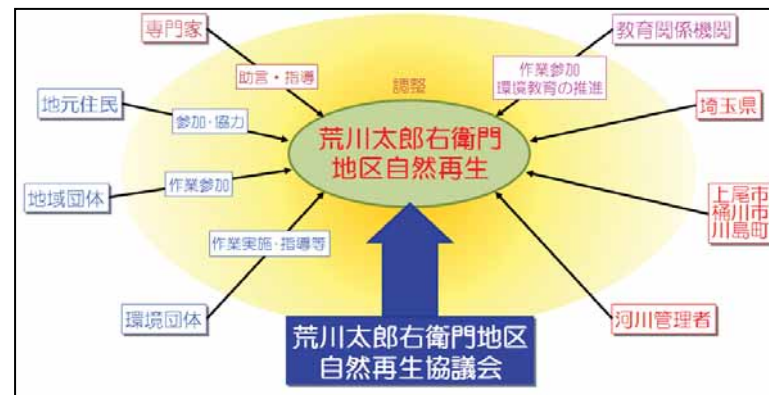 専門家
教育関係機関
助言・指導
調整
作業参加
環境教育の推進
地元住民
参加・協力
埼玉県
荒川太郎右衛門
地区自然再生
地域団体
作業参加
上尾市
桶川市
川島町
作業実施・指導等
環境団体
河川管理者
荒川太郎右衛門地区
自然再生協議会